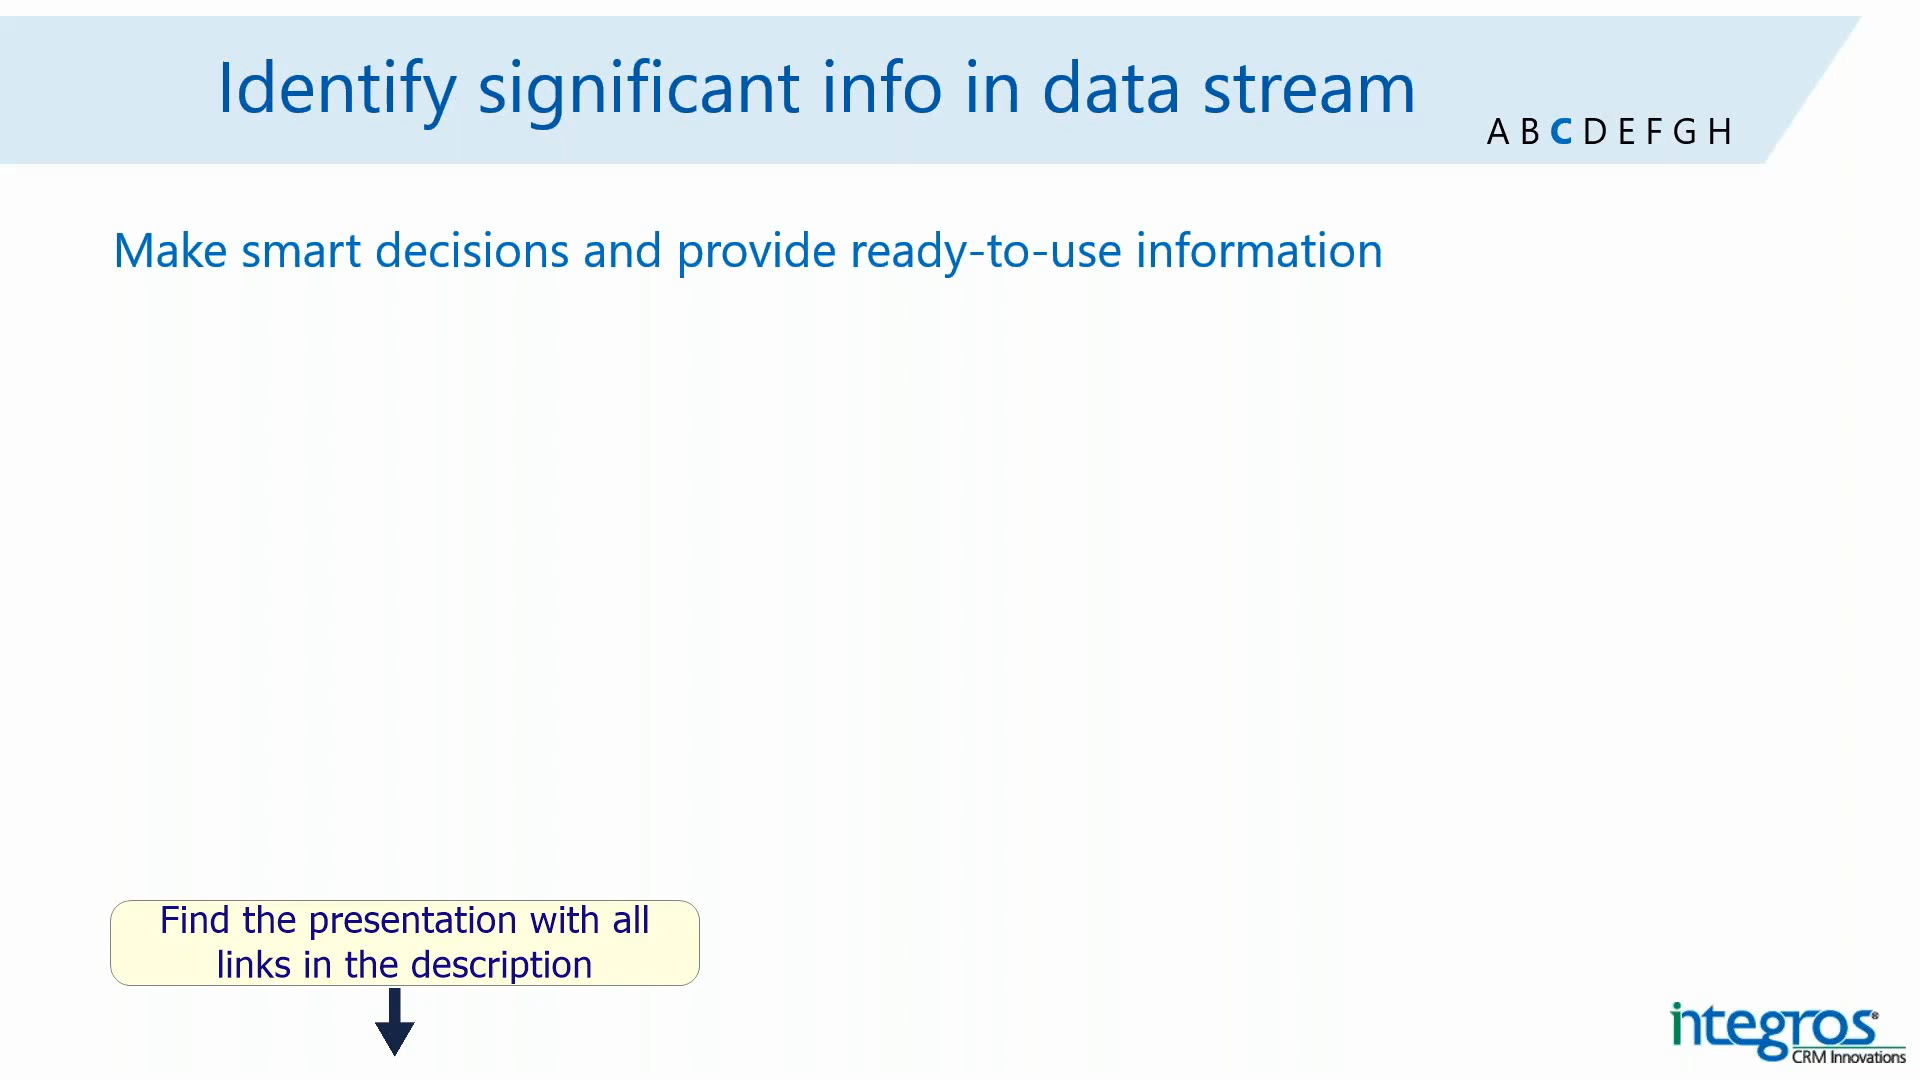 Identify significant info in data stream
A B C D E F G H
Make smart decisions and provide ready-to-use information
Find the presentation with all
links in the description
integros®
CRM Innovations